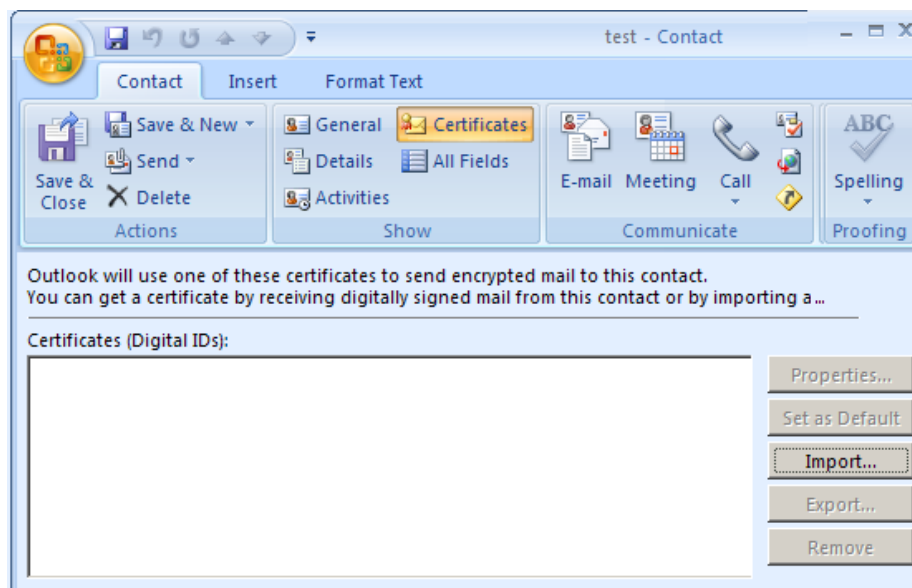 test - Contact
Contact Insert Format Text
Save & Close
Save & New
Send
Delete
Actions
General
Details
Activities
Certificates
All Fields
Show
E-mail
Meeting
Call
Communicate
ABC
Spelling
Proofing
Outlook will use one of these certificates to send encrypted mail to this contact.
You can get a certificate by receiving digitally signed mail from this contact or by importing a...
Certificates (Digital IDs):
Properties...
Set as Default
Import...
Export...
Remove